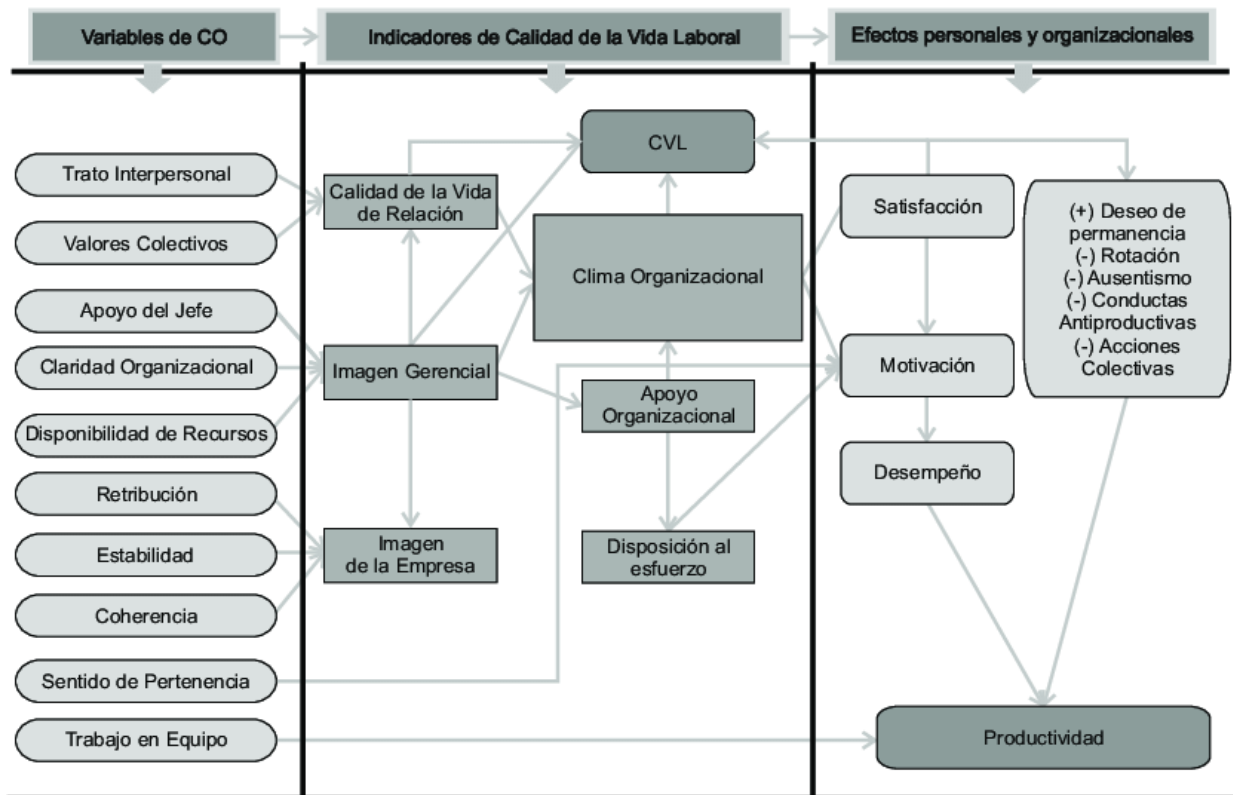 Variables de CO
Indicadores de Calidad de la Vida Laboral
Efectos personales y organizacionales
Trato Interpersonal
Valores Colectivos
Apoyo del Jefe
Claridad Organizacional
Disponibilidad de Recursos
Retribución
Estabilidad
Coherencia
Sentido de Pertenencia
Trabajo en Equipo
CVL
Calidad de la Vida
de Relación
Clima Organizacional
Imagen Gerencial
Apoyo
Organizacional
Imagen
de la Empresa
Disposición al
esfuerzo
Satisfacción
Motivación
Desempeño
(+) Deseo de
permanencia
(-) Rotación
(-) Ausentismo
(-) Conductas
Antiproductivas
(-) Acciones
Colectivas
Productividad